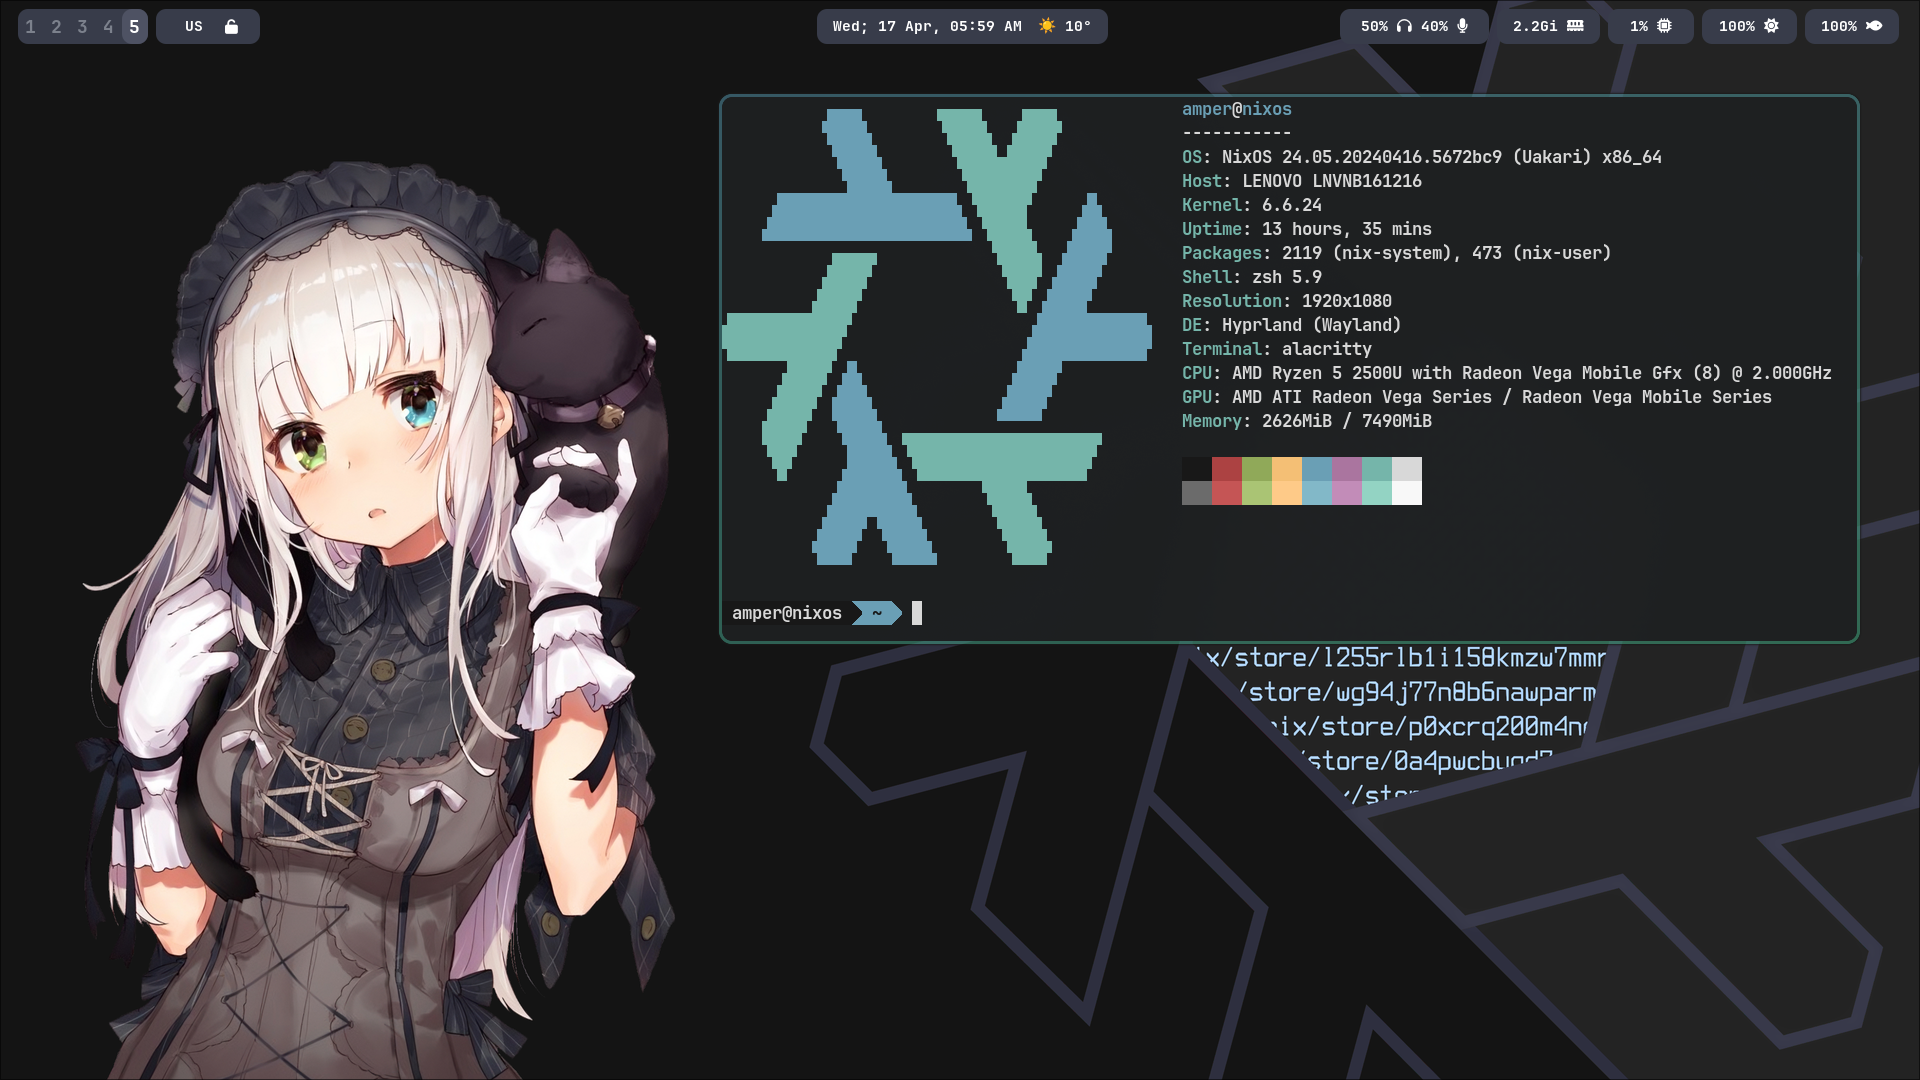 1 2 3 4 5
US
Wed; 17 Apr, 05:59 AM ☀️ 10°
50% 40%
2.2Gi
1%
100%
100%
amper@nixos
-----------
OS: NixOS 24.05.20240416.5672bc9 (Uakari) x86_64
Host: LENOVO LNVNB161216
Kernel: 6.6.24
Uptime: 13 hours, 35 mins
Packages: 2119 (nix-system), 473 (nix-user)
Shell: zsh 5.9
Resolution: 1920x1080
DE: Hyprland (Wayland)
Terminal: alacritty
CPU: AMD Ryzen 5 2500U with Radeon Vega Mobile Gfx (8) @ 2.000GHz
GPU: AMD ATI Radeon Vega Series / Radeon Vega Mobile Series
Memory: 2626MiB / 7490MiB
amper@nixos ~
ix/store/l255rlb1i158kmzw7mmr
/store/wg94j77n8b6nawparm
nix/store/p0xcrq200m4n
store/0a4pwcbuqd7
/stor